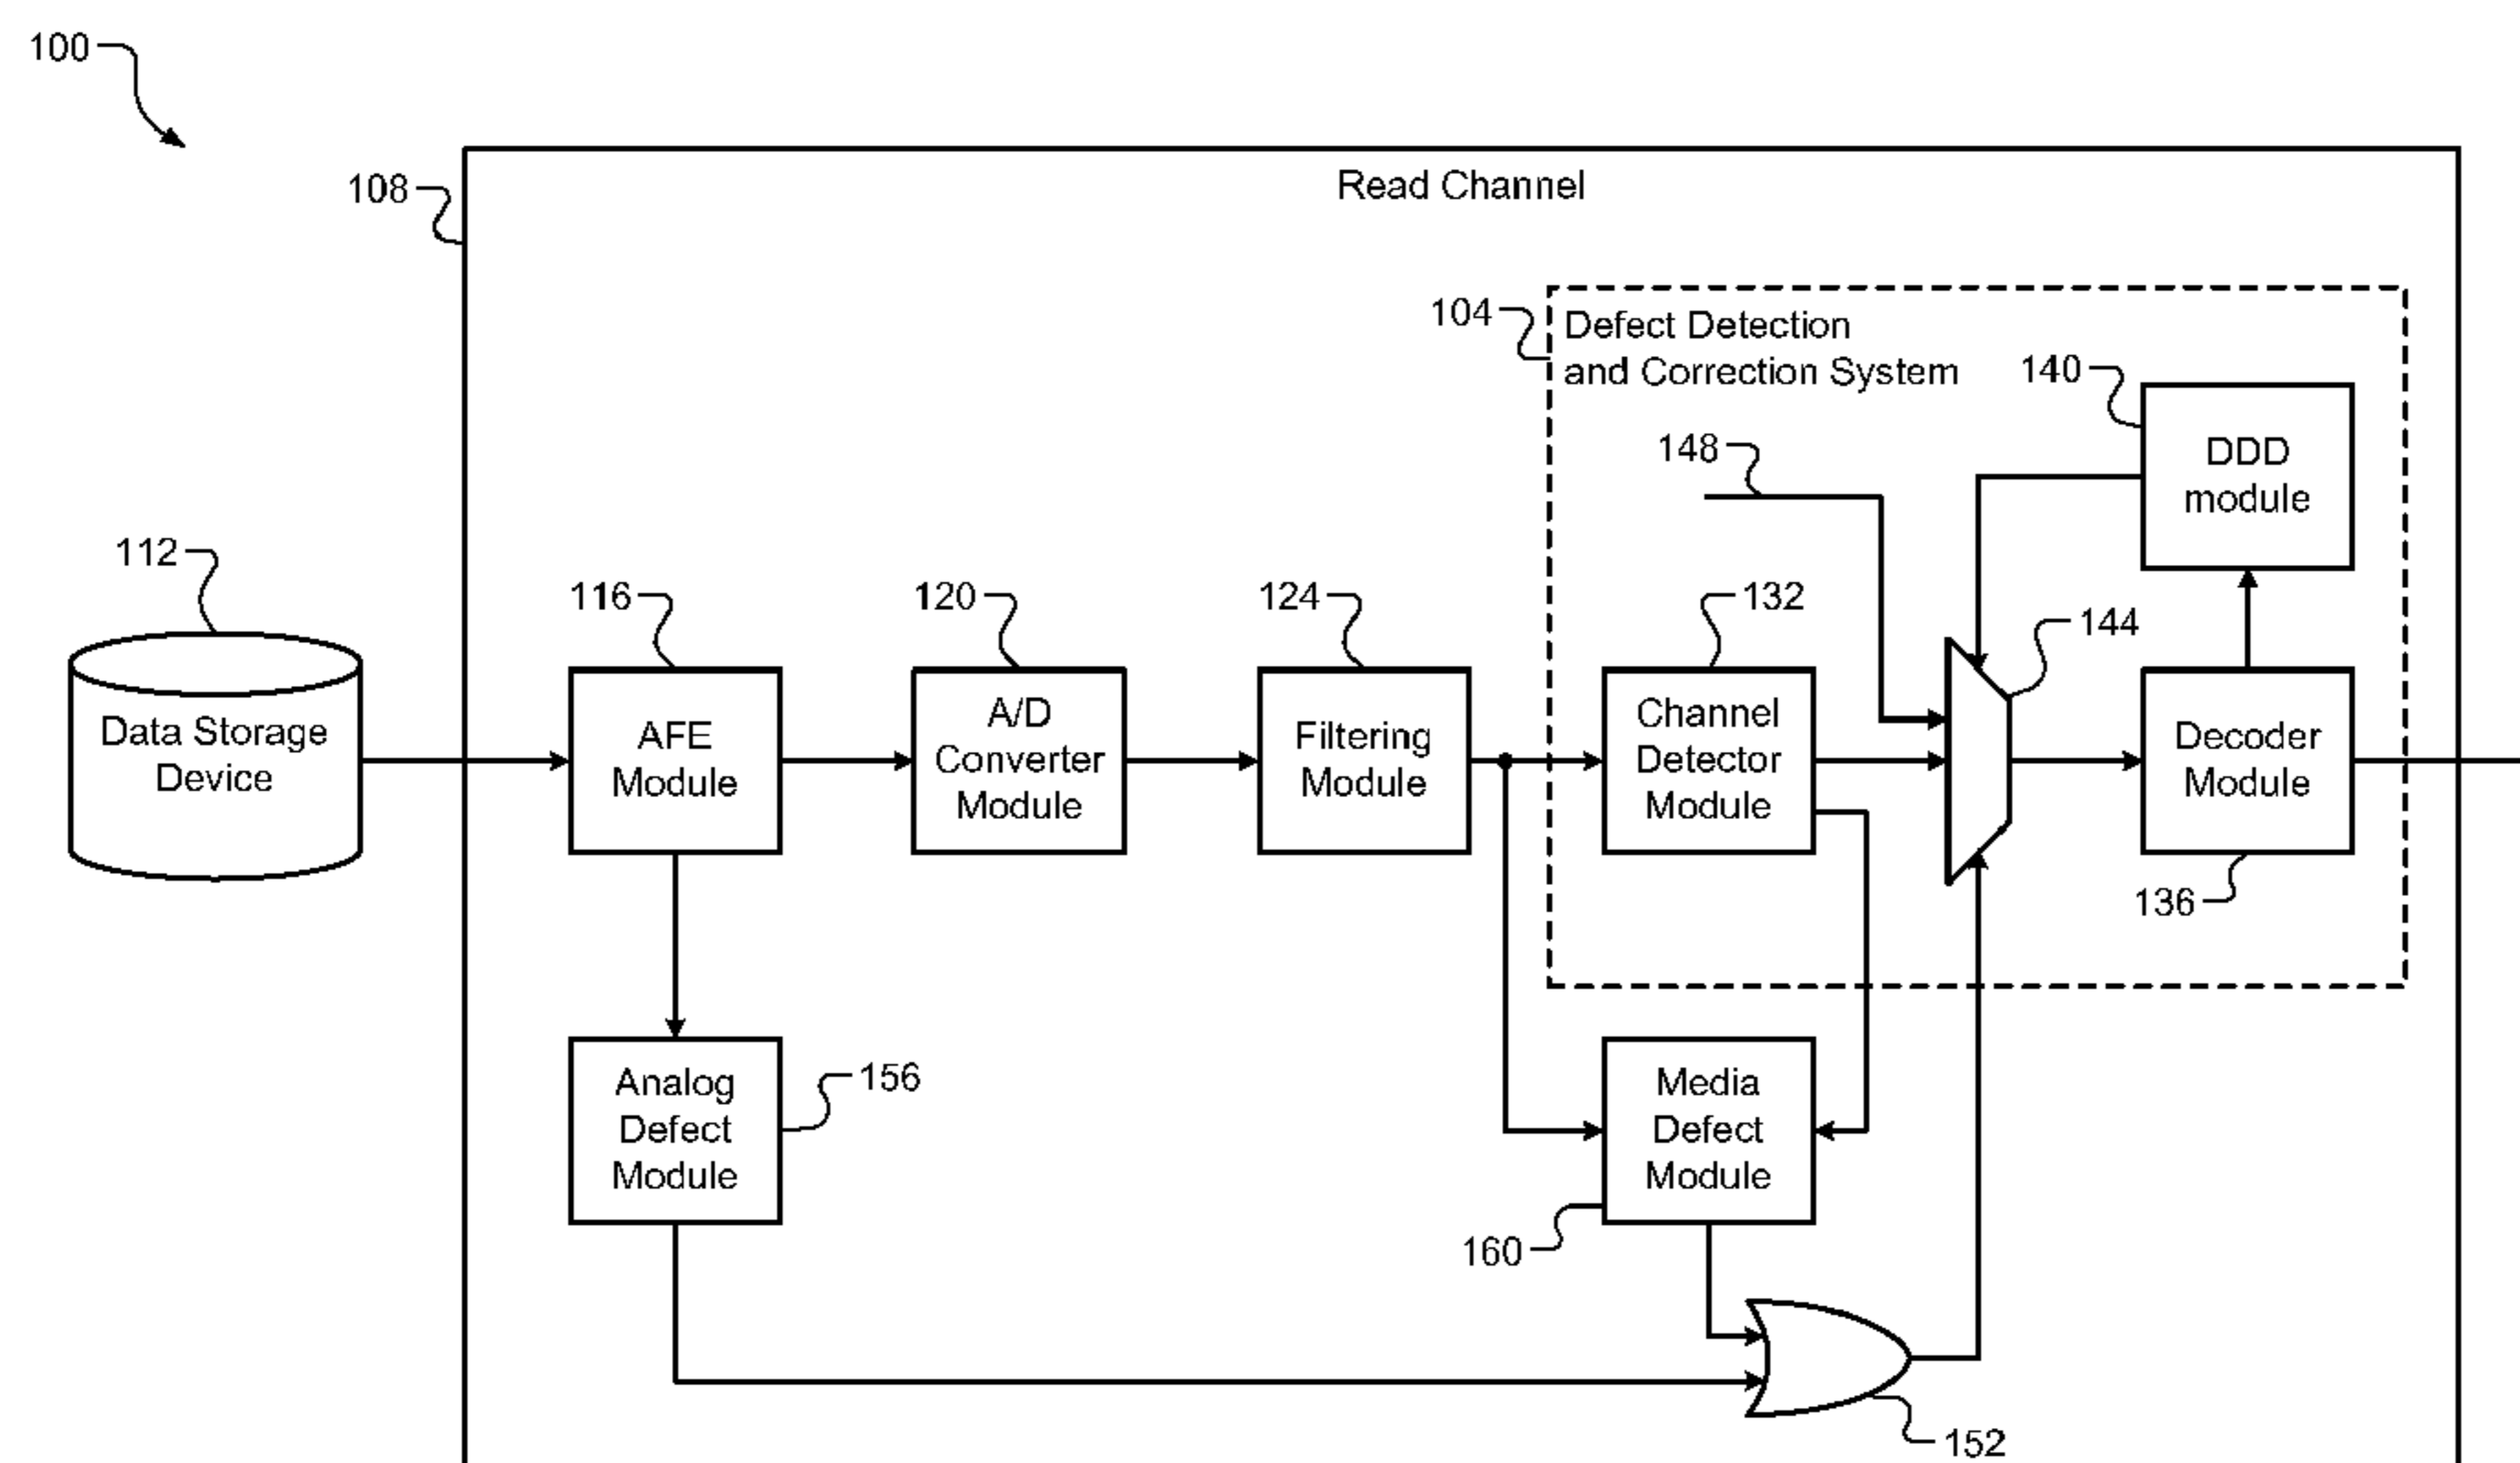 100
108
Read Channel
104
Defect Detection
and Correction System
140
DDD
module
148
112
Data Storage
Device
116
AFE
Module
120
A/D
Converter
Module
124
Filtering
Module
132
Channel
Detector
Module
144
Decoder
Module
136
Analog
Defect
Module
156
Media
Defect
Module
160
152